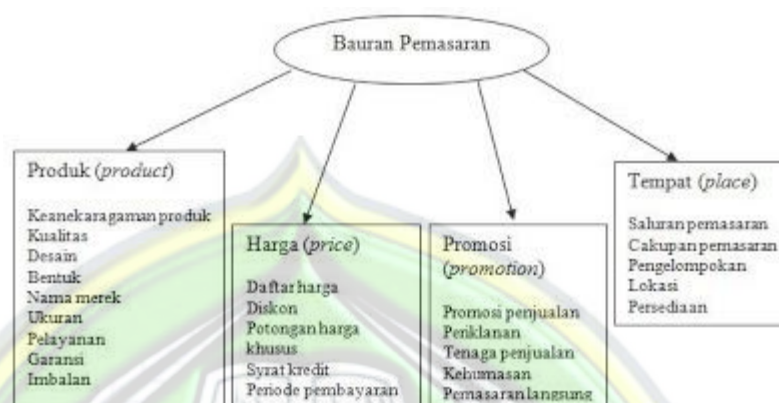 Bauran Pemasaran
Produk (product)
Keanekaragaman produk
Kualitas
Desain
Bentuk
Nama merek
Ukuran
Pelayanan
Garansi
Imbalan
Harga (price)
Daftar harga
Diskon
Potongan harga
khusus
Syrat kredit
Periode pembayaran
Promosi
(promotion)
Promosi penjualan
Periklanan
Tenaga penjualan
Kehumasan
Pemasaran langsung
Tempat (place)
Saluran pemasaran
Cakupan pemasaran
Pengelompokan
Lokasi
Persediaan